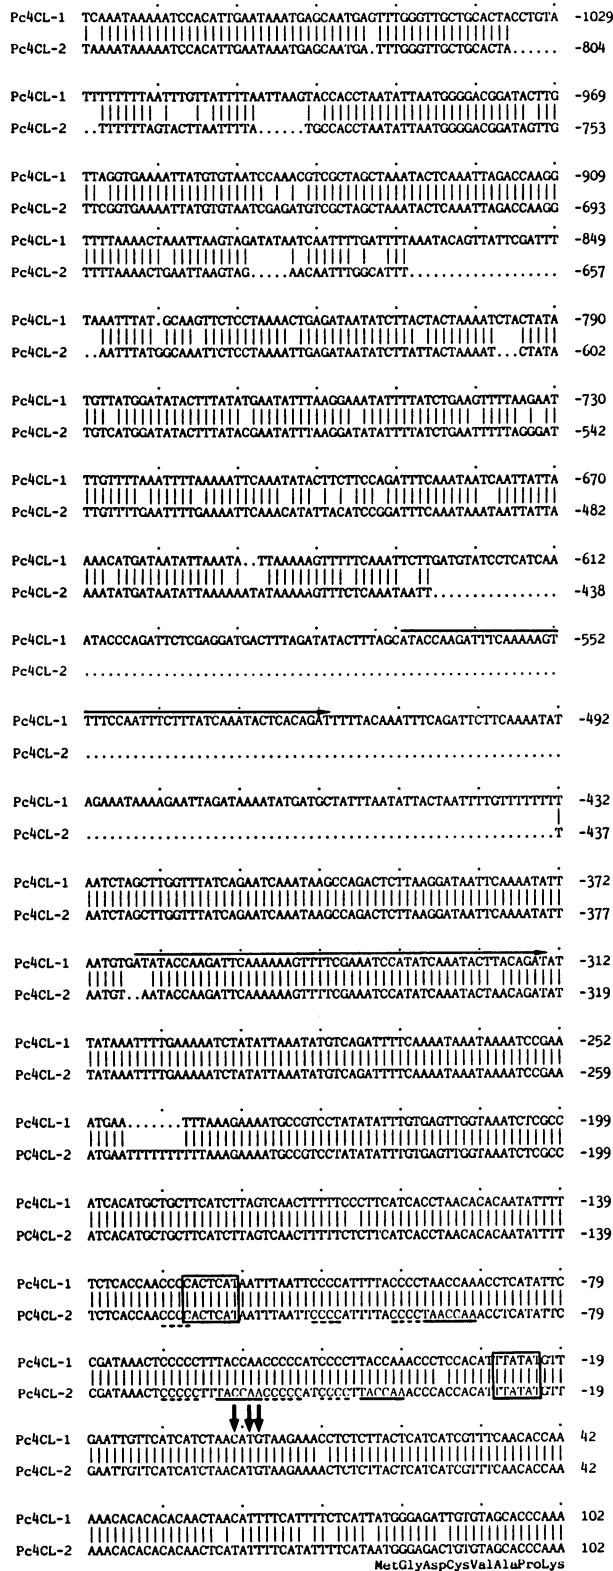 Pc4CL-1 TCAAATAAAAATCCACATTGAATAAATGAGCAATGAGTTTGGGTTGCTGCACTACCTGTA -1029
Pc4CL-2 TAAAATAAAAATCCACATTGAATAAATGAGCAATGA.TTTGGGTTGCTGCACTA...... -804
Pc4CL-1 TTTTTTTTAATTTGTTATTTTAATTAAGTACCACCTAATATTAATGGGGACGGATACTTG -969
Pc4CL-2 ..TTTTTTAGTACTTAATTTTA......TGCCACCTAATATTAATGGGGACGGATAGTTG -753
Pc4CL-1 TTAGGTGAAAATTATGTGTAATCCAAACGTCGCTAGCTAAATACTCAAATTAGACCAAGG -909
Pc4CL-2 TTCGGTGAAAATTATGTGTAATCGAGATGTCGCTAGCTAAATACTCAAATTAGACCAAGG -693
Pc4CL-1 TTTTAAAACTAAATTAAGTAGATATAATCAATTTTGATTTTAAATACAGTTATTCGATTT -849
Pc4CL-2 TTTTAAAACTGAATTAAGTAG.....AACAATTTGGCATTT................... -657
Pc4CL-1 TAAATTTAT.GCAAGTTCTCCTAAAACTGAGATAATATCTTACTACTAAAATCTACTATA -790
Pc4CL-2 ..AATTTATGGCAAATTCTCCTAAAATTGAGATAATATCTTATTACTAAAAT...CTATA -602
Pc4CL-1 TGTTATGGATATACTTTATATGAATATTTAAGGAAATATTTTATCTGAAGTTTTAAGAAT -730
Pc4CL-2 TGTCATGGATATACTTTATACGAATATTTAAGGATATATTTTATCTGAATTTTTAGGGAT -542
Pc4CL-1 TTGTTTTAAATTTTAAAAATTCAAATATACTTCTTCCAGATTTCAAATAATCAATTATTA -670
Pc4CL-2 TTGTTTTGAATTTTGAAAATTCAAACATATTACATCCGGATTTCAAATAAATAATTATTA -482
Pc4CL-1 AAACATGATAATATTAAATA..TTAAAAAGTTTTTCAAATTCTTGATGTATCCTCATCAA -612
Pc4CL-2 AAATATGATAATATTAAAAAATATAAAAAGTTTCTCAAATAATT................ -438
Pc4CL-1 ATACCCAGATTCTCGAGGATGACTTTAGATATACTTTAGCATACCAAGATTTCAAAAAGT -552
Pc4CL-2 ............................................................
Pc4CL-1 TTTCCAATTTCTTTATCAAATACTCACAGATTTTTACAAATTTCAGATTCTTCAAAATAT -492
Pc4CL-2 ............................................................
Pc4CL-1 AGAAATAAAAGAATTAGATAAAATATGATGCTATTTAATATTACTAATTTTGTTTTTTTT -432
Pc4CL-2 ...........................................................T -437
Pc4CL-1 AATCTAGCTTGGTTTATCAGAATCAAATAAGCCAGACTCTTAAGGATAATTCAAAATATT -372
Pc4CL-2 AATCTAGCTTGGTTTATCAGAATCAAATAAGCCAGACTCTTAAGGATAATTCAAAATATT -377
Pc4CL-1 AATGTGATATACCAAGATTCAAAAAAGTTTTCGAAATCCATATCAAATACTTACAGATAT -312
Pc4CL-2 AATGT..AATACCAAGATTCAAAAAAGTTTTCGAAATCCATATCAAATACTAACAGATAT -319
Pc4CL-1 TATAAATTTTGAAAAATCTATATTAAATATGTCAGATTTTCAAAATAAATAAAATCCGAA -252
Pc4CL-2 TATAAATTTTGAAAAATCTATATTAAATATGTCAGATTTTCAAAATAAATAAAATCCGAA -259
Pc4CL-1 ATGAA.......TTTAAAGAAAATGCCGTCCTATATATTTGTGAGTTGGTAAATCTCGCC -199
PC4CL-2 ATGAATTTTTTTTTTAAAGAAAATGCCGTCCTATATATTTGTGAGTTGGTAAATCTCGCC -199
Pc4CL-1 ATCACATGCTGCTTCATCTTAGTCAACTTTTTCCCTTCATCACCTAACACACAATATTTT -139
PC4CL-2 ATCACATGCTGCTTCATCTTAGTCAACTTTTTCTCTTCATCACCTAACACACAATATTTT -139
Pc4CL-1 TCTCACCAACCCCACTCATAATTTAATTCCCCATTTTACCCCTAACCAAACCTCATATTC -79
PC4CL-2 TCTCACCAACCCCACTCATAATTTAATTCCCCATTTTACCCCTAACCAAACCTCATATTC -79
Pc4CL-1 CGATAAACTCCCCCTTTACCAACCCCCATCCCCTTACCAAACCCTCCACATTTATATGTT -19
PC4CL-2 CGATAAACTCCCCCTTTACCAACCCCCATCCCCTTACCAAACCCACCACATTTATATGTT -19
Pc4CL-1 GAATTGTTCATCATCTAACATGTAAGAAACCTCTCTTACTCATCATCGTTTCAACACCAA 42
Pc4CL-2 GAATTGTTCATCATCTAACATGTAAGAAAACTCTCTTACTCATCATCGTTTCAACACCAA 42
Pc4CL-1 AAACACACACACAACTAACATTTTCATTTTCTCATTATGGGAGATTGTGTAGCACCCAAA 102
Pc4CL-2 AAACACACACACAACTCATATTTTCATATTTTCATAATGGGAGACTGTGTAGCACCCAAA 102
MetGlyAspCysValAlaProLys